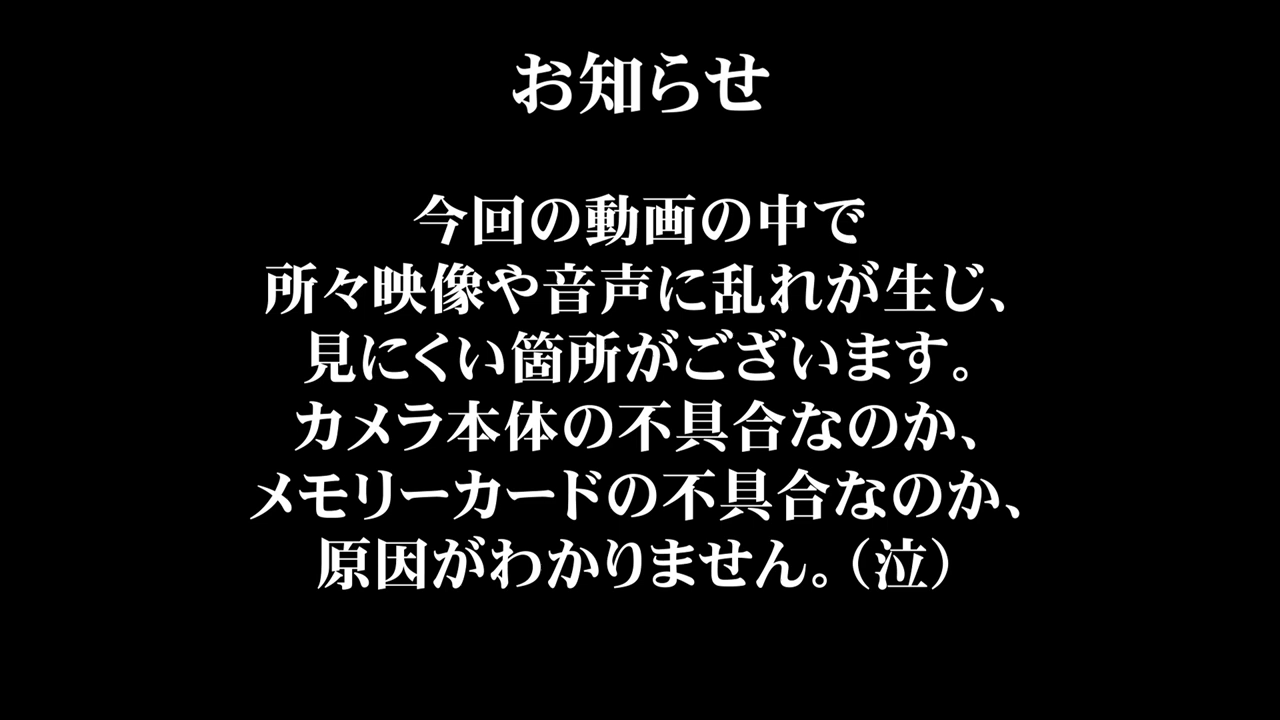 お知らせ
今回の動画の中で
所々映像や音声に乱れが生じ、
見にくい箇所がございます。
カメラ本体の不具合なのか、
メモリーカードの不具合なのか、
原因がわかりません。（泣）